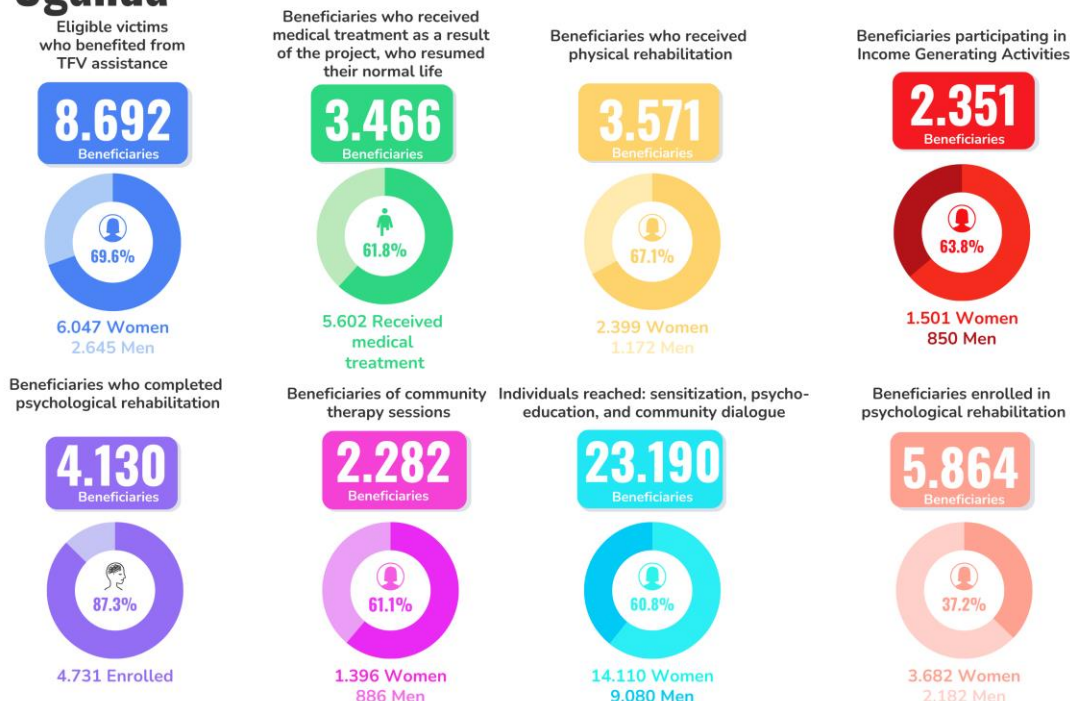 Uganda
Eligible victims
who benefited from
TFV assistance
8.692
Beneficiaries
69.6%
6.047 Women
2.645 Men
Beneficiaries who received
medical treatment as a result
of the project, who resumed
their normal life
3.466
Beneficiaries
61.8%
5.602 Received
medical
treatment
Beneficiaries who received
physical rehabilitation
3.571
Beneficiaries
67.1%
2.399 Women
1.172 Men
Beneficiaries participating in
Income Generating Activities
2.351
Beneficiaries
63.8%
1.501 Women
850 Men
Beneficiaries who completed
psychological rehabilitation
4.130
Beneficiaries
87.3%
4.731 Enrolled
Beneficiaries of community
therapy sessions
2.282
Beneficiaries
61.1%
1.396 Women
886 Men
Individuals reached: sensitization, psycho-
education, and community dialogue
23.190
Beneficiaries
60.8%
14.110 Women
9.080 Men
Beneficiaries enrolled in
psychological rehabilitation
5.864
Beneficiaries
37.2%
3.682 Women
2.182 Men